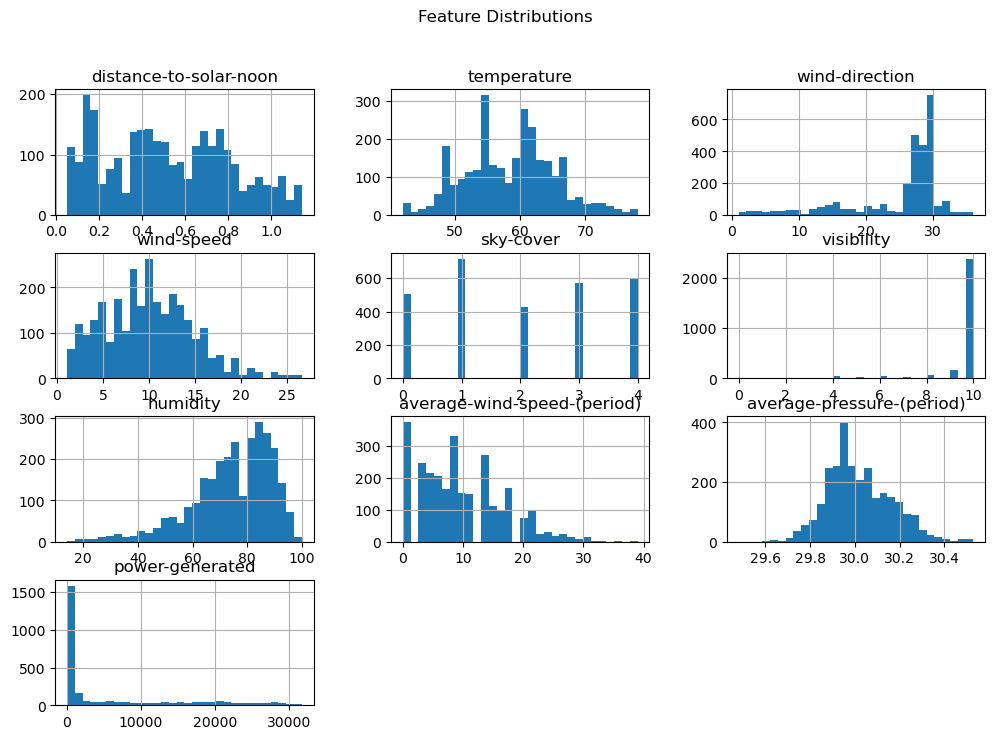 Feature Distributions
distance-to-solar-noon
temperature
wind-direction
200
100
0
0.0 0.2 0.4 0.6 0.8 1.0
300
200
100
0
50 60 70
600
400
200
0
0 10 20 30
wind-speed
sky-cover
visibility
200
100
0
0 5 10 15 20 25
600
400
200
0
0 1 2 3 4
2000
1000
0
0 2 4 6 8 10
humidity
average-wind-speed-(period)
average-pressure-(period)
300
200
100
0
20 40 60 80 100
300
200
100
0
0 10 20 30 40
400
200
0
29.6 29.8 30.0 30.2 30.4
power-generated
1500
1000
500
0
0 10000 20000 30000